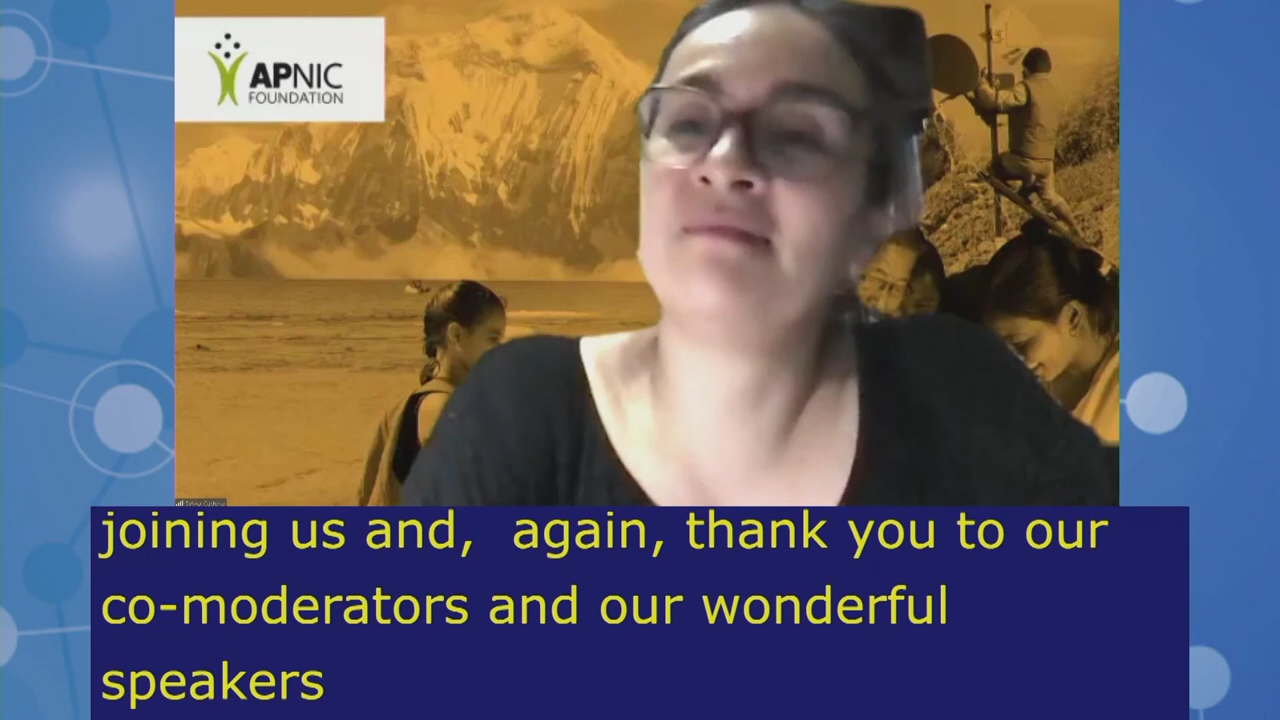 APNIC
FOUNDATION
joining us and,  again, thank you to our
co-moderators and our wonderful
speakers